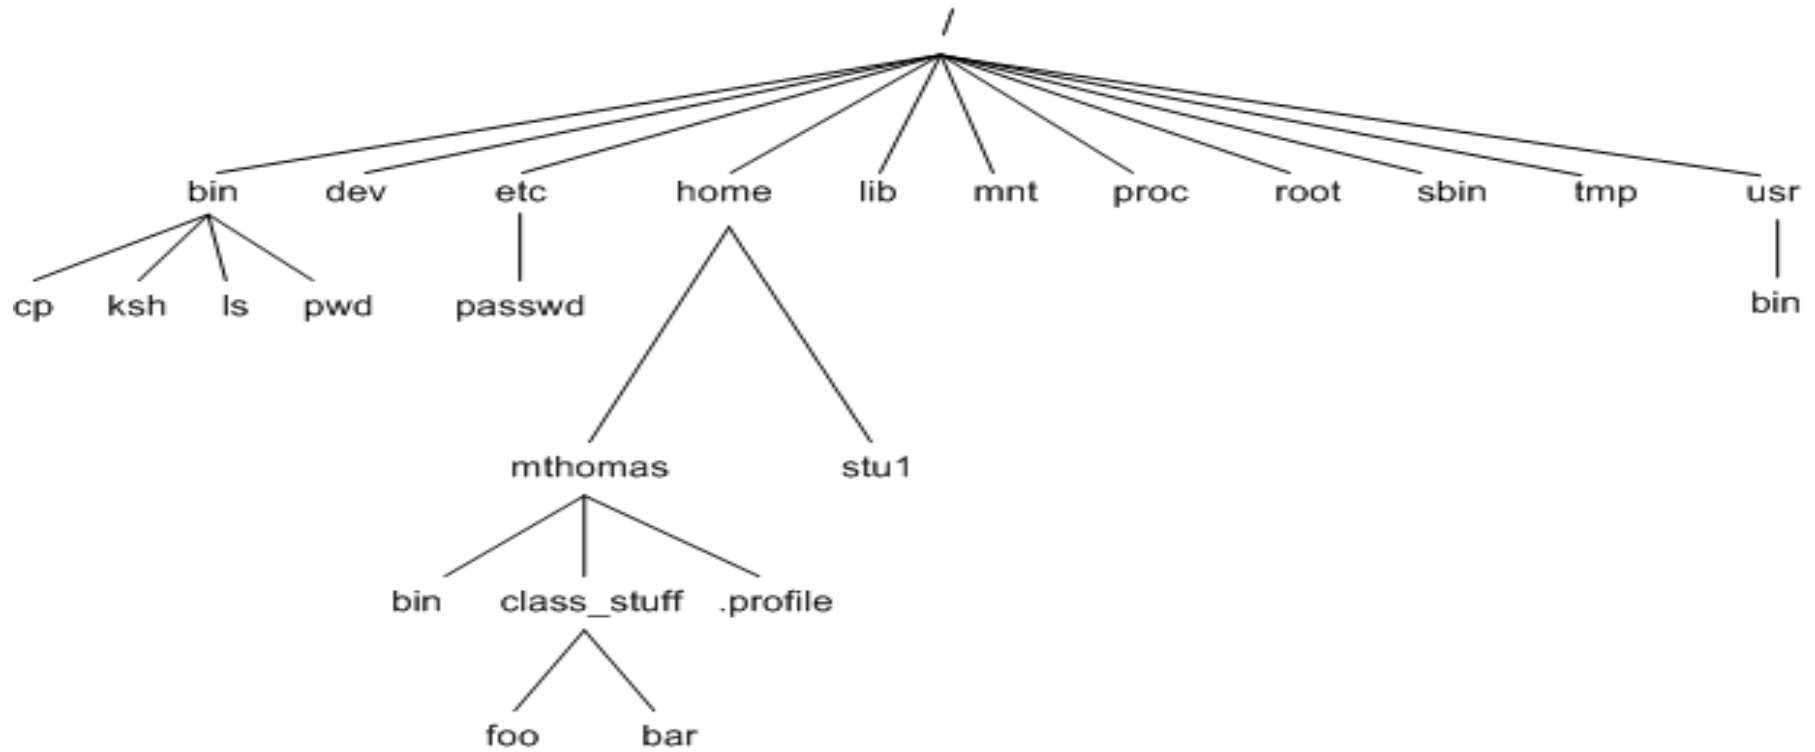 /
bin dev etc home lib mnt proc root sbin tmp usr
cp ksh ls pwd passwd bin
mthomas stu1
bin class_stuff .profile
foo bar